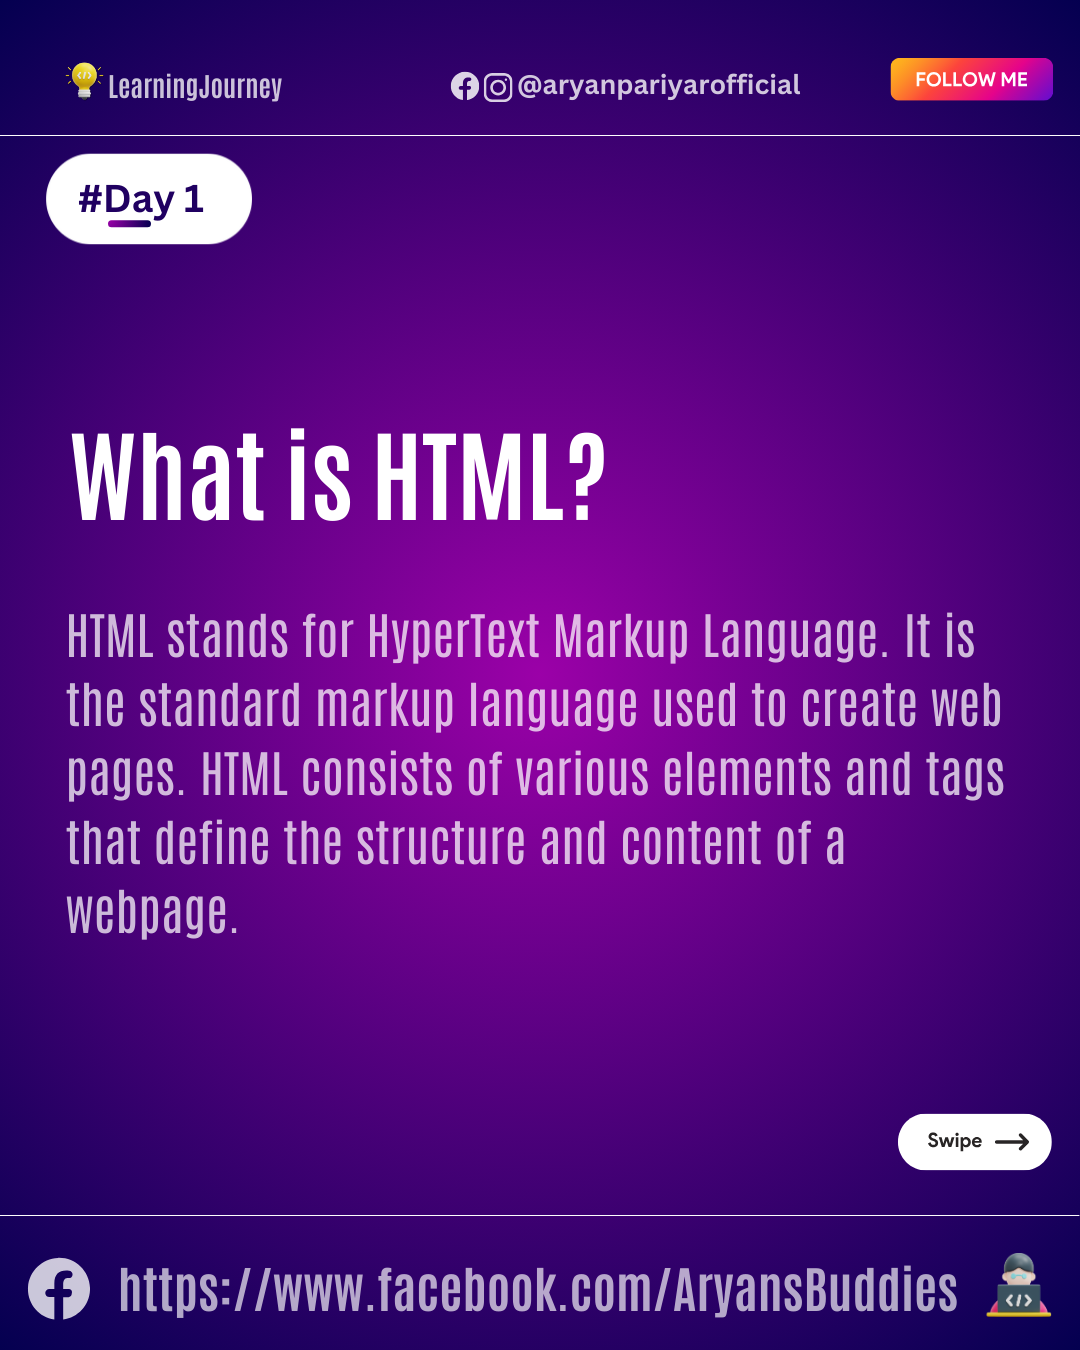 LearningJourney
@aryanpariyarofficial
FOLLOW ME
#Day 1
What is HTML?
HTML stands for HyperText Markup Language. It is
the standard markup language used to create web
pages. HTML consists of various elements and tags
that define the structure and content of a
webpage.
Swipe
https://www.facebook.com/AryansBuddies